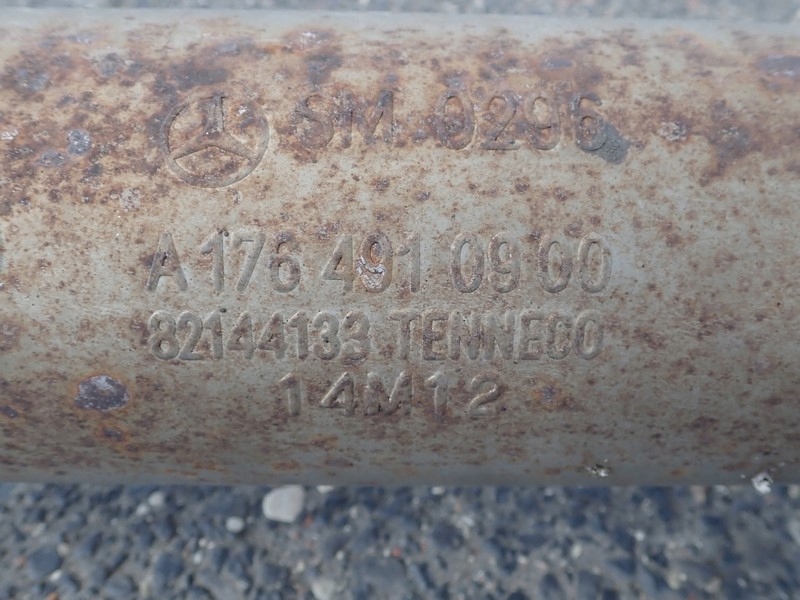 SM 0296
A 176 491 09 00
82144133 TENNECO
14M12